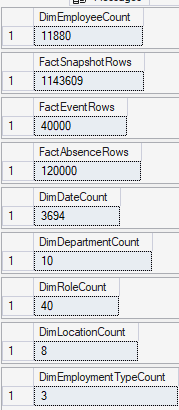 DimEmployeeCount
1 11880
FactSnapshotRows
1 1143609
FactEventRows
1 40000
FactAbsenceRows
1 120000
DimDateCount
1 3694
DimDepartmentCount
1 10
DimRoleCount
1 40
DimLocationCount
1 8
DimEmploymentTypeCount
1 3